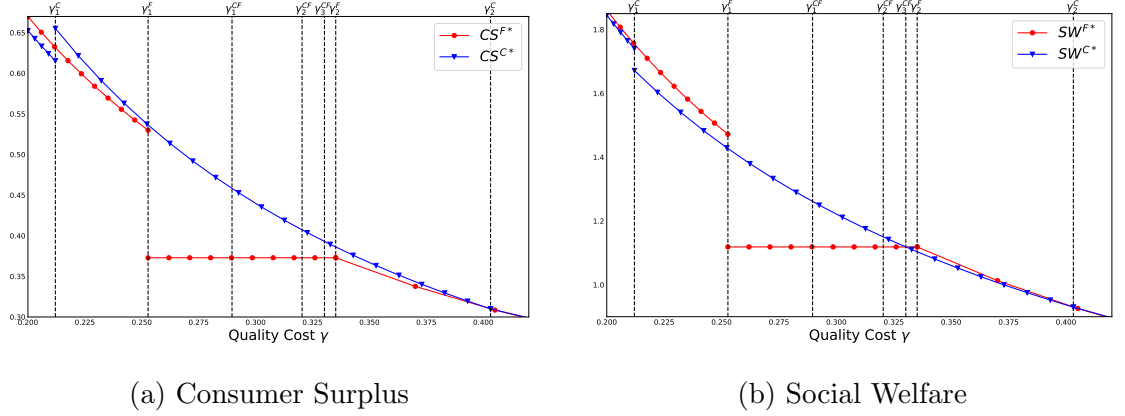 γ₁ᶜ γ₁ᶠ γ₁ᶜᶠ γ₂ᶜᶠ γ₃ᶜᶠ γ₂ᶠ γ₂ᶜ
0.65
0.60
0.55
0.50
0.45
0.40
0.35
0.30
CS^{F*}
CS^{C*}
0.200 0.225 0.250 0.275 0.300 0.325 0.350 0.375 0.400
Quality Cost γ
(a) Consumer Surplus
γ₁ᶜ γ₁ᶠ γ₁ᶜᶠ γ₂ᶜᶠ γ₃ᶜᶠ γ₂ᶠ γ₂ᶜ
1.8
1.6
1.4
1.2
1.0
SW^{F*}
SW^{C*}
0.200 0.225 0.250 0.275 0.300 0.325 0.350 0.375 0.400
Quality Cost γ
(b) Social Welfare